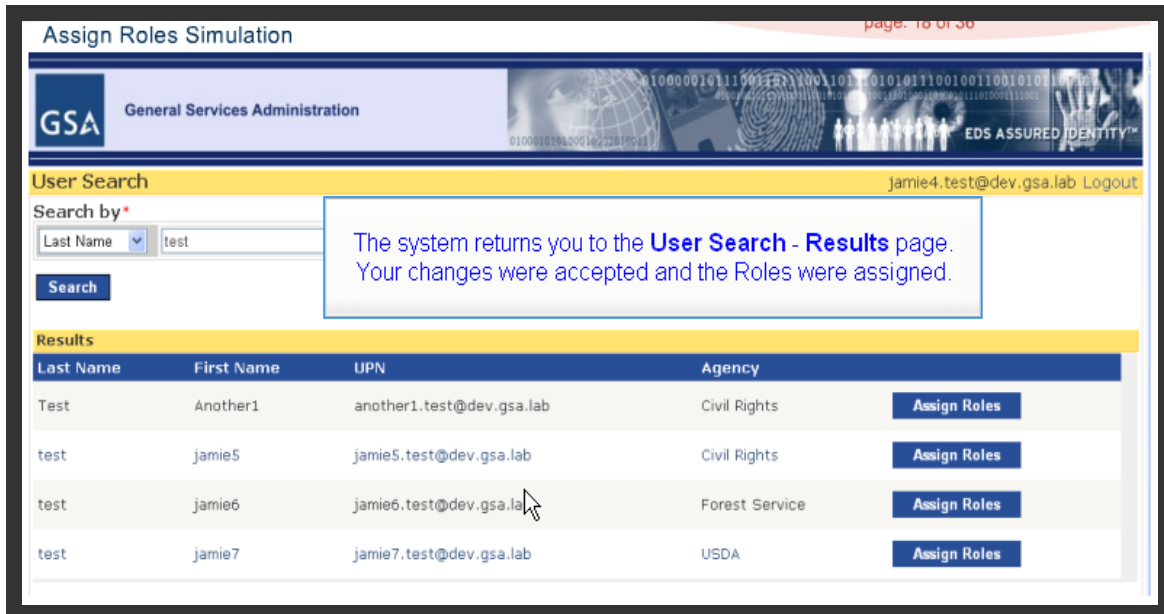 Assign Roles Simulation
page: 18 of 36
GSA
General Services Administration
EDS ASSURED IDENTITY™
User Search
jamie4.test@dev.gsa.lab Logout
Search by*
Last Name test
The system returns you to the User Search - Results page.
Your changes were accepted and the Roles were assigned.
Search
Results
Last Name First Name UPN Agency
Test Another1 another1.test@dev.gsa.lab Civil Rights Assign Roles
test jamie5 jamie5.test@dev.gsa.lab Civil Rights Assign Roles
test jamie6 jamie6.test@dev.gsa.la Forest Service Assign Roles
test jamie7 jamie7.test@dev.gsa.lab USDA Assign Roles